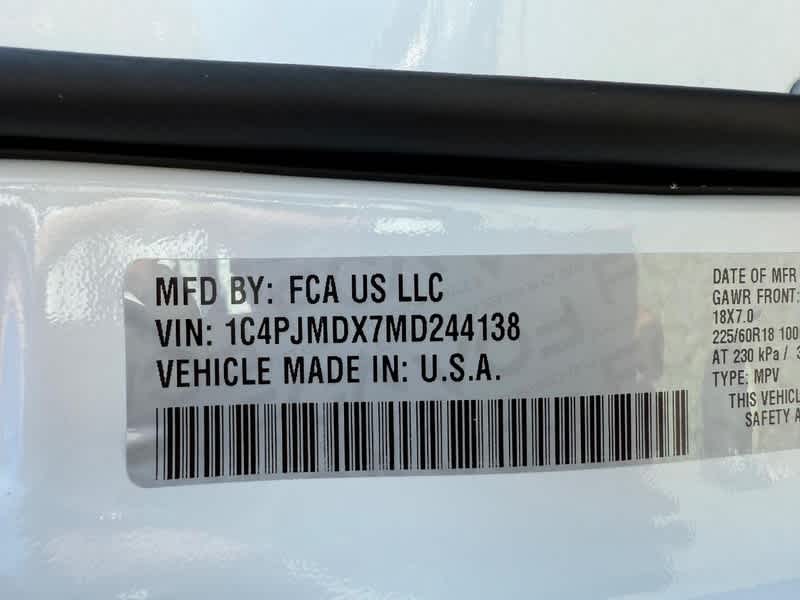 MFD BY: FCA US LLC
VIN: 1C4PJMDX7MD244138
VEHICLE MADE IN: U.S.A.
DATE OF MFR
GAWR FRONT:
18X7.0
225/60R18 100
AT 230 kPa /
TYPE: MPV
THIS
SAFETY